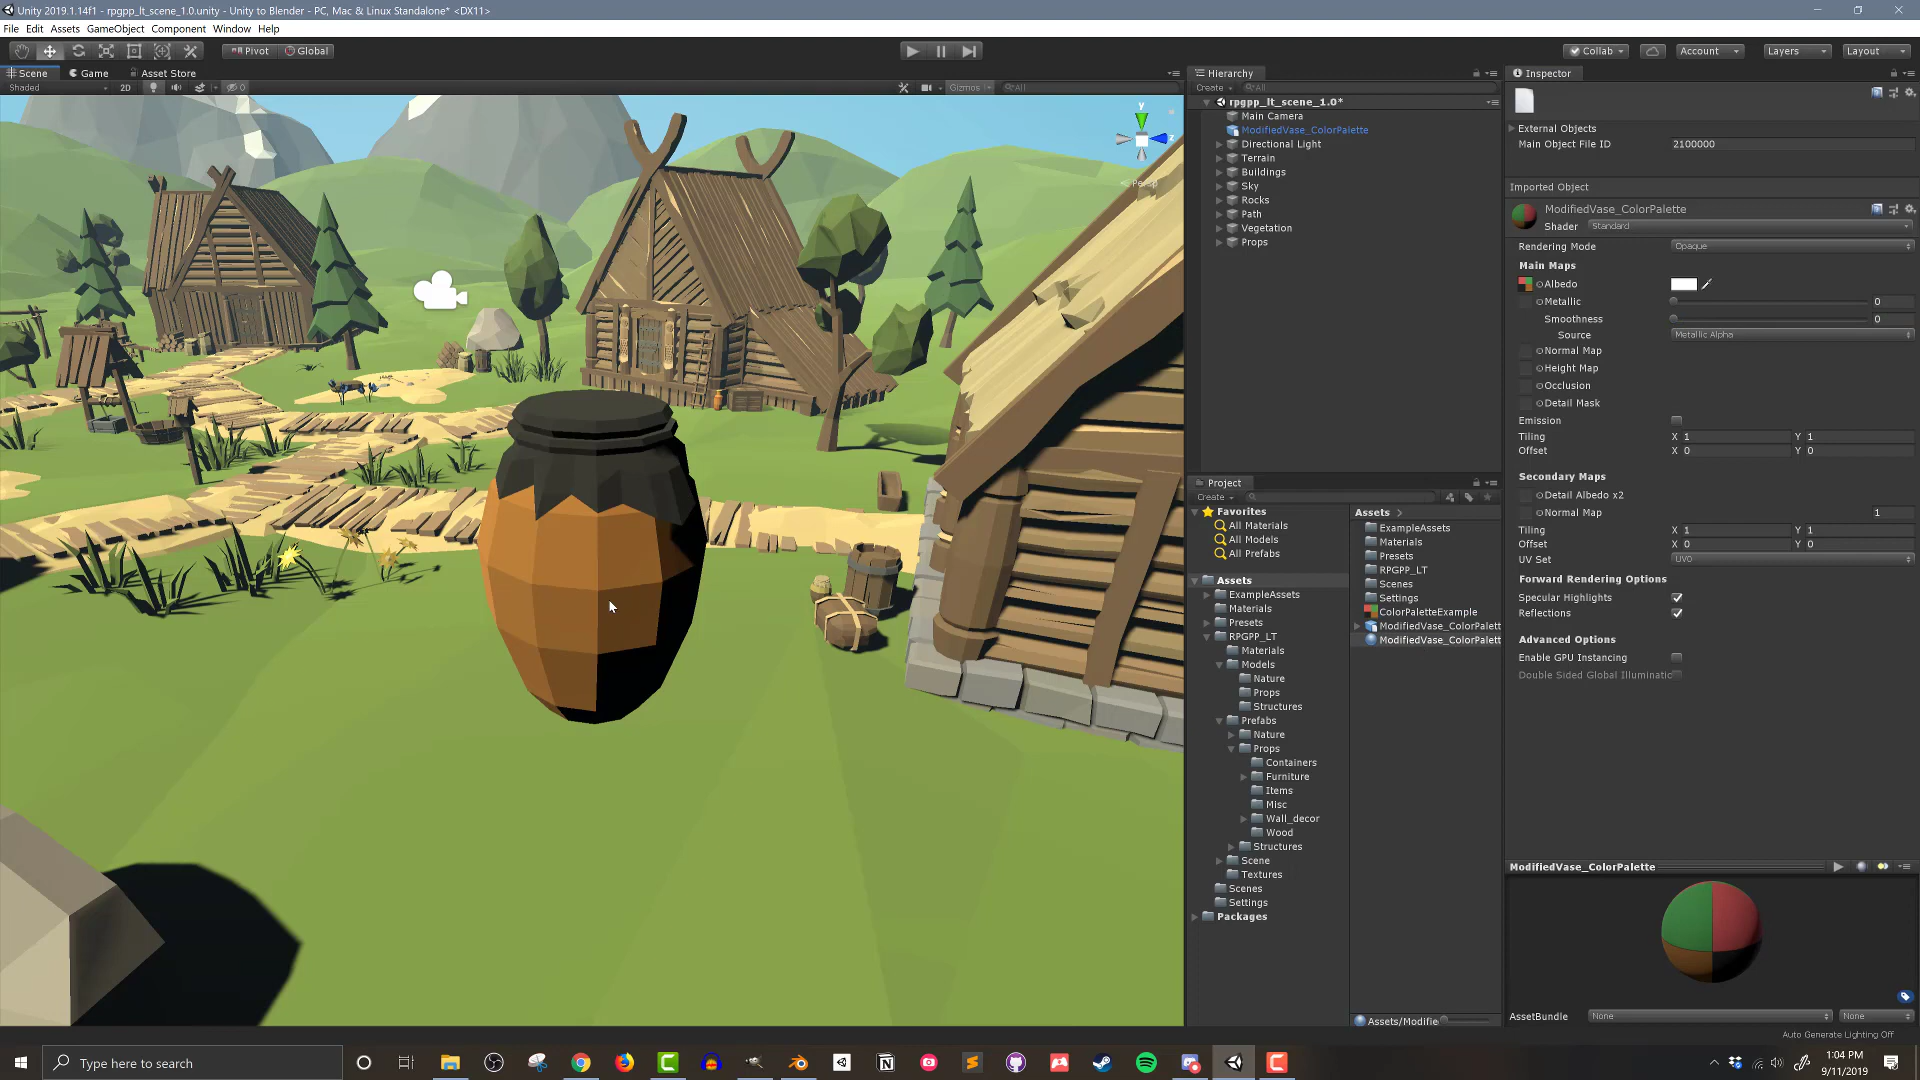 Unity 2019.1.14f1 - rpgpp_lt_scene_1.0.unity - Unity to Blender - PC, Mac & Linux Standalone* <DX11>
File Edit Assets GameObject Component Window Help
Pivot Global Collab Account Layers Layout
Scene Game Asset Store
Shaded 2D 0 Gizmos All
y
z
Persp
Hierarchy
Create All
rpgpp_lt_scene_1.0*
Main Camera
ModifiedVase_ColorPalette
Directional Light
Terrain
Buildings
Sky
Rocks
Path
Vegetation
Props
Project
Create
Favorites
All Materials
All Models
All Prefabs
Assets
ExampleAssets
Materials
Presets
RPGPP_LT
Materials
Models
Nature
Props
Structures
Prefabs
Nature
Props
Containers
Furniture
Items
Misc
Wall_decor
Wood
Structures
Scene
Textures
Scenes
Settings
Packages
Assets
ExampleAssets
Materials
Presets
RPGPP_LT
Scenes
Settings
ColorPaletteExample
ModifiedVase_ColorPalett
ModifiedVase_ColorPalett
Assets/Modifie
Inspector
External Objects
Main Object File ID 2100000
Imported Object
ModifiedVase_ColorPalette
Shader Standard
Rendering Mode Opaque
Main Maps
Albedo
Metallic 0
Smoothness 0
Source Metallic Alpha
Normal Map
Height Map
Occlusion
Detail Mask
Emission
Tiling X 1 Y 1
Offset X 0 Y 0
Secondary Maps
Detail Albedo x2
Normal Map 1
Tiling X 1 Y 1
Offset X 0 Y 0
UV Set UV0
Forward Rendering Options
Specular Highlights
Reflections
Advanced Options
Enable GPU Instancing
Double Sided Global Illuminatic
ModifiedVase_ColorPalette
AssetBundle None None
Auto Generate Lighting Off
Type here to search
1:04 PM
9/11/2019